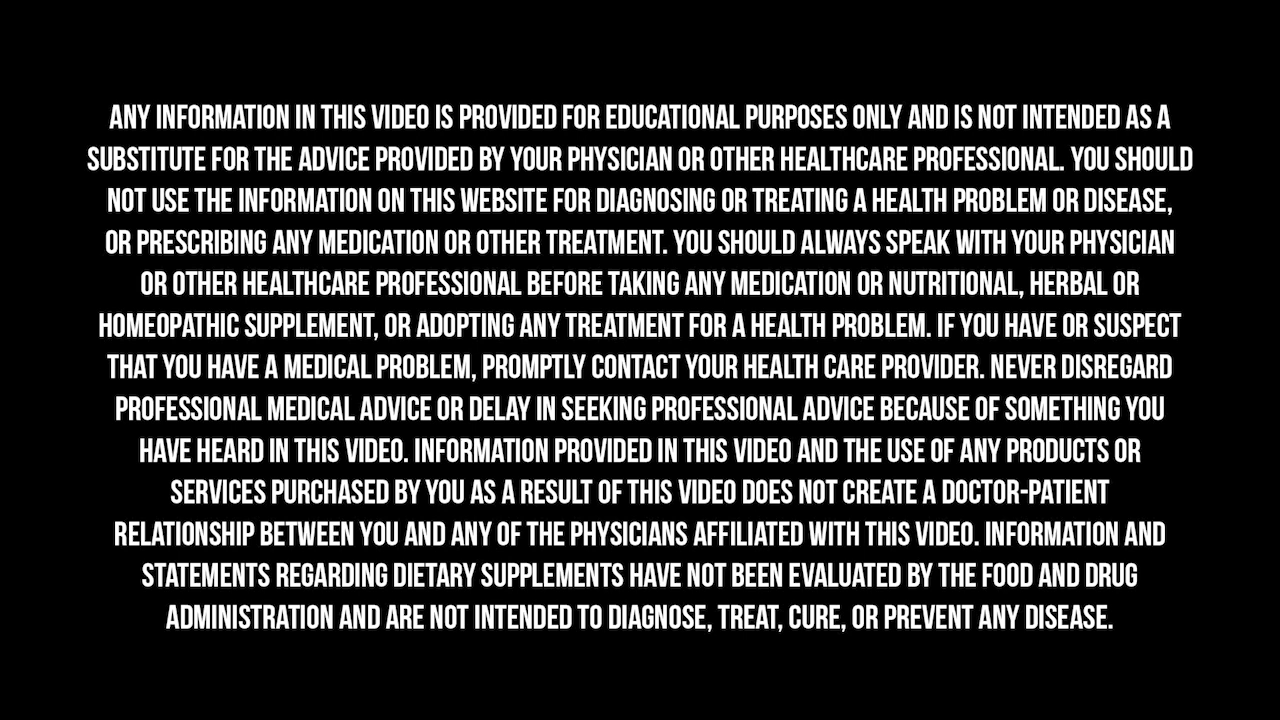 ANY INFORMATION IN THIS VIDEO IS PROVIDED FOR EDUCATIONAL PURPOSES ONLY AND IS NOT INTENDED AS A
SUBSTITUTE FOR THE ADVICE PROVIDED BY YOUR PHYSICIAN OR OTHER HEALTHCARE PROFESSIONAL. YOU SHOULD
NOT USE THE INFORMATION ON THIS WEBSITE FOR DIAGNOSING OR TREATING A HEALTH PROBLEM OR DISEASE,
OR PRESCRIBING ANY MEDICATION OR OTHER TREATMENT. YOU SHOULD ALWAYS SPEAK WITH YOUR PHYSICIAN
OR OTHER HEALTHCARE PROFESSIONAL BEFORE TAKING ANY MEDICATION OR NUTRITIONAL, HERBAL OR
HOMEOPATHIC SUPPLEMENT, OR ADOPTING ANY TREATMENT FOR A HEALTH PROBLEM. IF YOU HAVE OR SUSPECT
THAT YOU HAVE A MEDICAL PROBLEM, PROMPTLY CONTACT YOUR HEALTH CARE PROVIDER. NEVER DISREGARD
PROFESSIONAL MEDICAL ADVICE OR DELAY IN SEEKING PROFESSIONAL ADVICE BECAUSE OF SOMETHING YOU
HAVE HEARD IN THIS VIDEO. INFORMATION PROVIDED IN THIS VIDEO AND THE USE OF ANY PRODUCTS OR
SERVICES PURCHASED BY YOU AS A RESULT OF THIS VIDEO DOES NOT CREATE A DOCTOR-PATIENT
RELATIONSHIP BETWEEN YOU AND ANY OF THE PHYSICIANS AFFILIATED WITH THIS VIDEO. INFORMATION AND
STATEMENTS REGARDING DIETARY SUPPLEMENTS HAVE NOT BEEN EVALUATED BY THE FOOD AND DRUG
ADMINISTRATION AND ARE NOT INTENDED TO DIAGNOSE, TREAT, CURE, OR PREVENT ANY DISEASE.